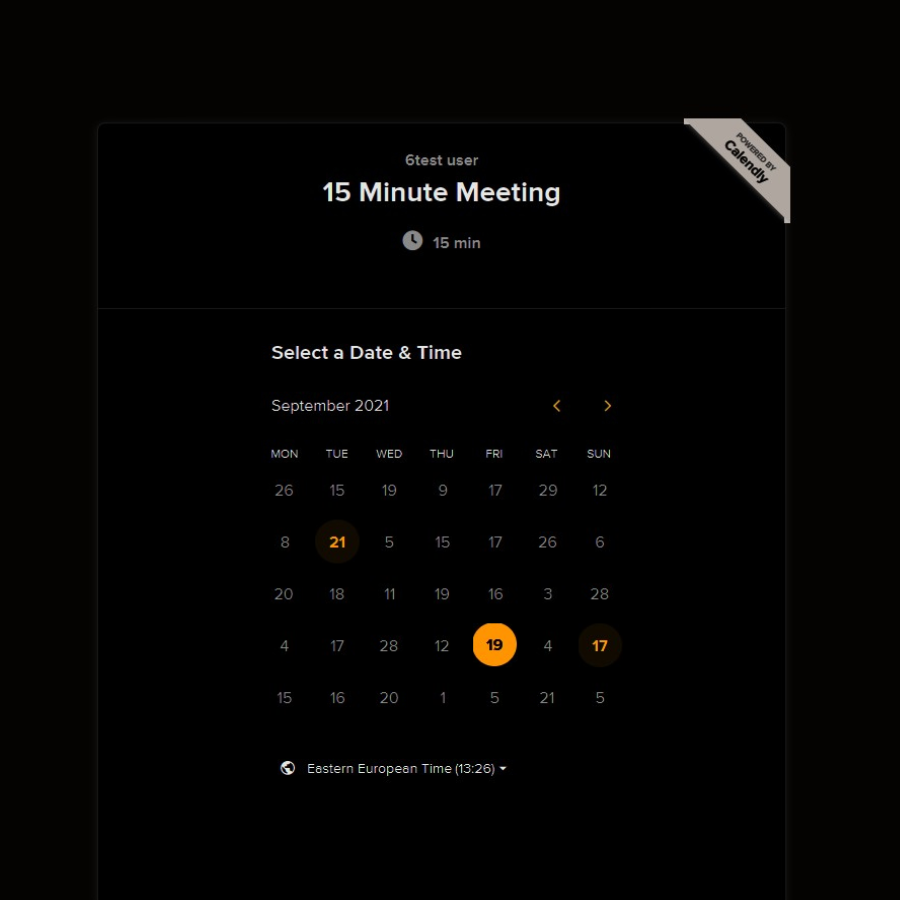 POWERED BY
Calendly
6test user
15 Minute Meeting
15 min
Select a Date & Time
September 2021
MON TUE WED THU FRI SAT SUN
26 15 19 9 17 29 12
8 21 5 15 17 26 6
20 18 11 19 16 3 28
4 17 28 12 19 4 17
15 16 20 1 5 21 5
Eastern European Time (13:26)